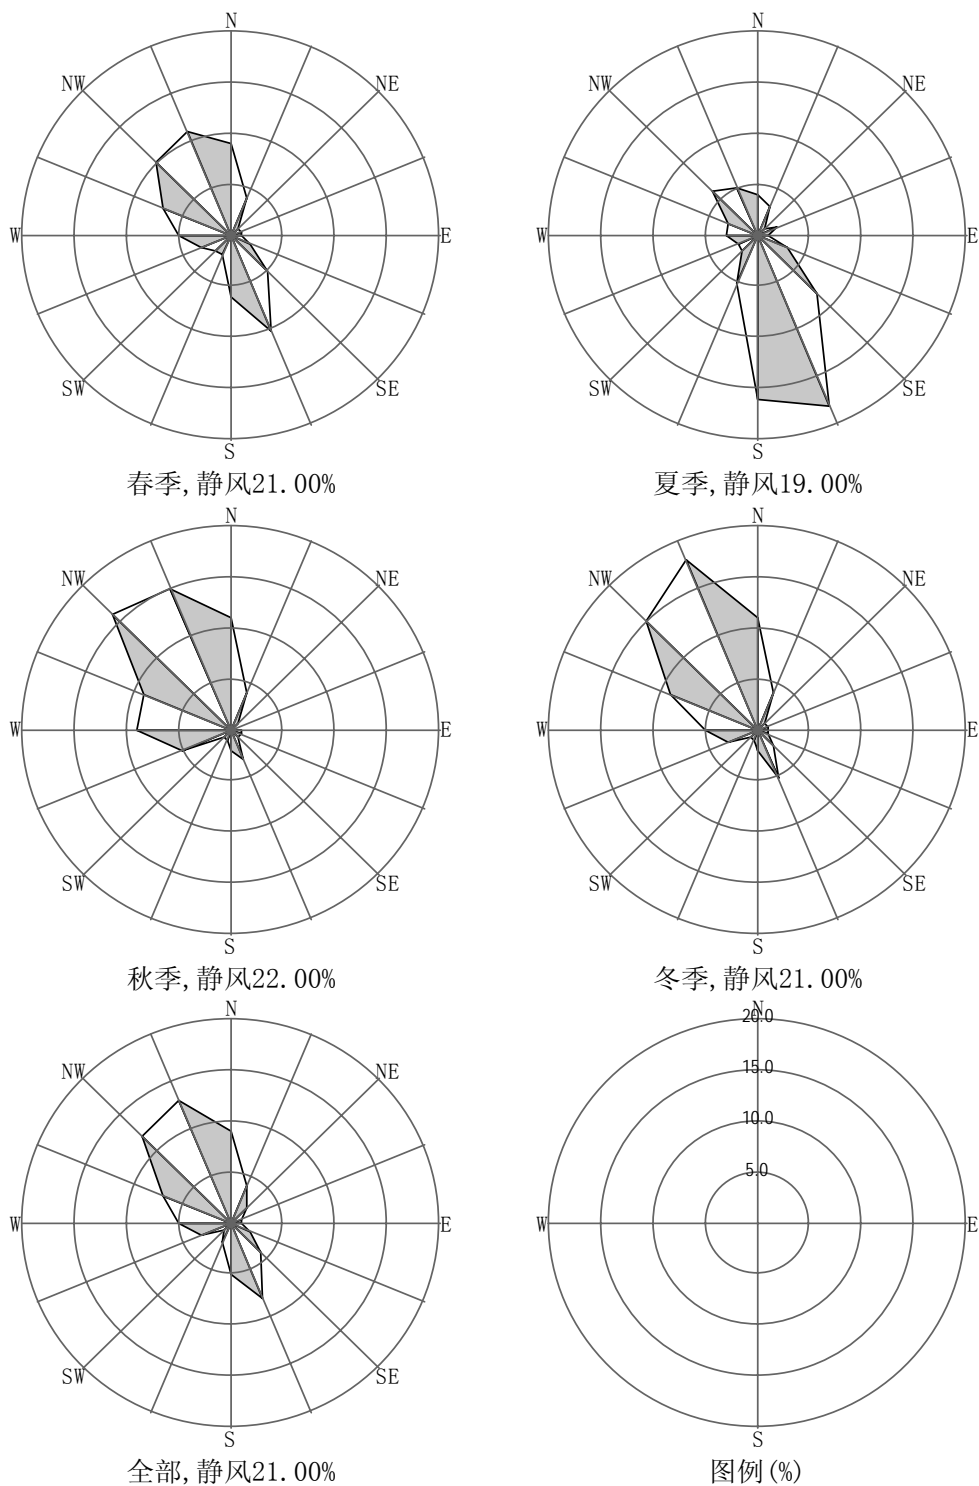 N N
NW NE NW NE
W E W E
SW SE SW SE
S S
春季,静风21.00% 夏季,静风19.00%
N N
NW NE NW NE
W E W E
SW SE SW SE
S S
秋季,静风22.00% 冬季,静风21.00%
N N
20.0
NW NE 15.0
10.0
5.0
W E W E
SW SE
S S
全部,静风21.00% 图例(%)